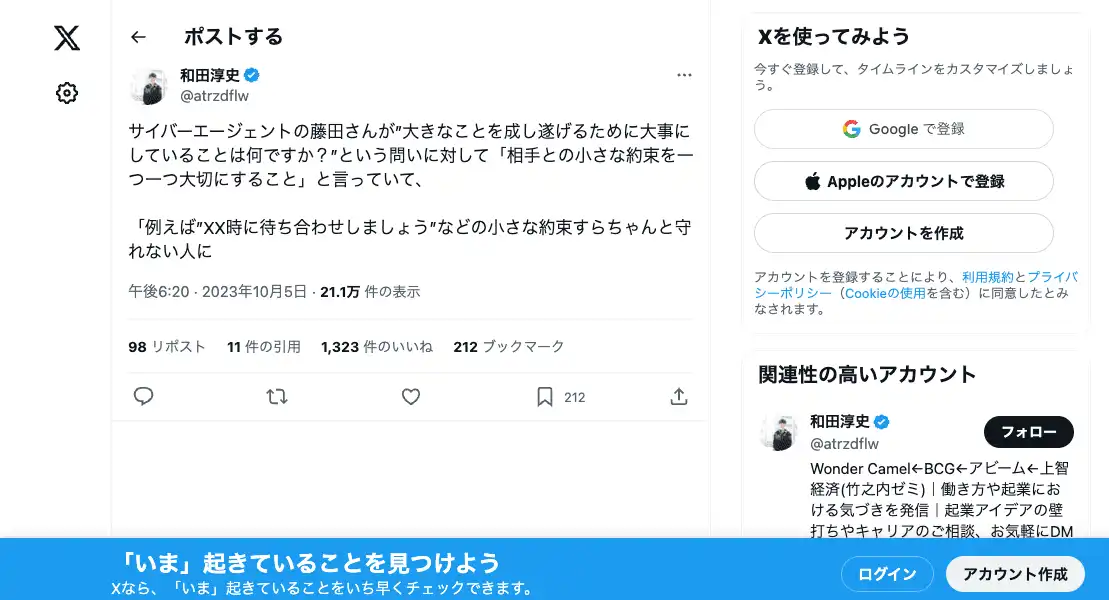 ポストする
和田淳史
@atrzdflw
サイバーエージェントの藤田さんが"大きなことを成し遂げるために大事に
していることは何ですか？"という問いに対して「相手との小さな約束を一
つ一つ大切にすること」と言っていて、
「例えば"XX時に待ち合わせしましょう"などの小さな約束すらちゃんと守
れない人に
午後6:20 · 2023年10月5日 · 21.1万 件の表示
98 リポスト 11 件の引用 1,323 件のいいね 212 ブックマーク
212
Xを使ってみよう
今すぐ登録して、タイムラインをカスタマイズしましょ
う。
Google で登録
Appleのアカウントで登録
アカウントを作成
アカウントを登録することにより、利用規約とプライバ
シーポリシー（Cookieの使用を含む）に同意したとみ
なされます。
関連性の高いアカウント
和田淳史
@atrzdflw
フォロー
Wonder Camel←BCG←アビーム←上智
経済(竹之内ゼミ)｜働き方や起業にお
ける気づきを発信｜起業アイデアの壁
打ちやキャリアのご相談、お気軽にDM
「いま」起きていることを見つけよう
Xなら、「いま」起きていることをいち早くチェックできます。
ログイン
アカウント作成